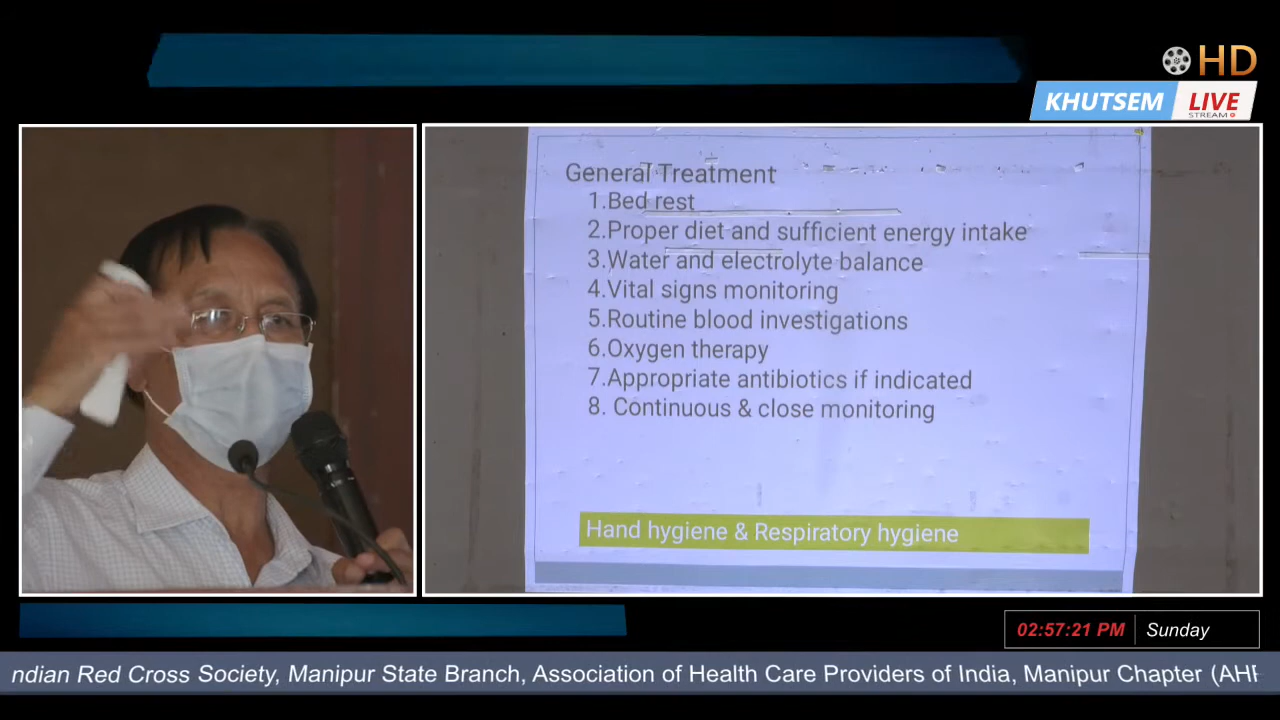 HD
KHUTSEM LIVE
STREAM
General Treatment
1.Bed rest
2.Proper diet and sufficient energy intake
3.Water and electrolyte balance
4.Vital signs monitoring
5.Routine blood investigations
6.Oxygen therapy
7.Appropriate antibiotics if indicated
8. Continuous & close monitoring
Hand hygiene & Respiratory hygiene
02:57:21 PM Sunday
ndian Red Cross Society, Manipur State Branch, Association of Health Care Providers of India, Manipur Chapter (AH